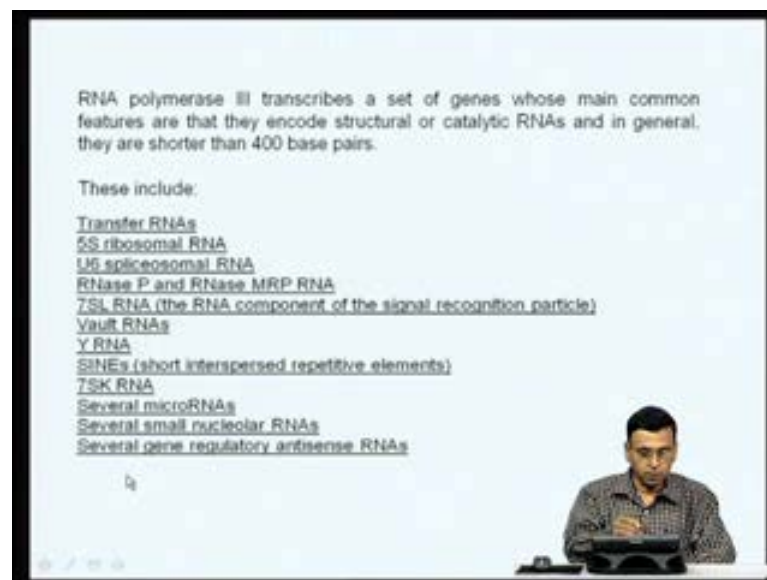 RNA polymerase III transcribes a set of genes whose main common
features are that they encode structural or catalytic RNAs and in general,
they are shorter than 400 base pairs.
These include:
Transfer RNAs
5S ribosomal RNA
U6 spliceosomal RNA
RNase P and RNase MRP RNA
7SL RNA (the RNA component of the signal recognition particle)
Vault RNAs
Y RNA
SINEs (short interspersed repetitive elements)
7SK RNA
Several microRNAs
Several small nucleolar RNAs
Several gene regulatory antisense RNAs